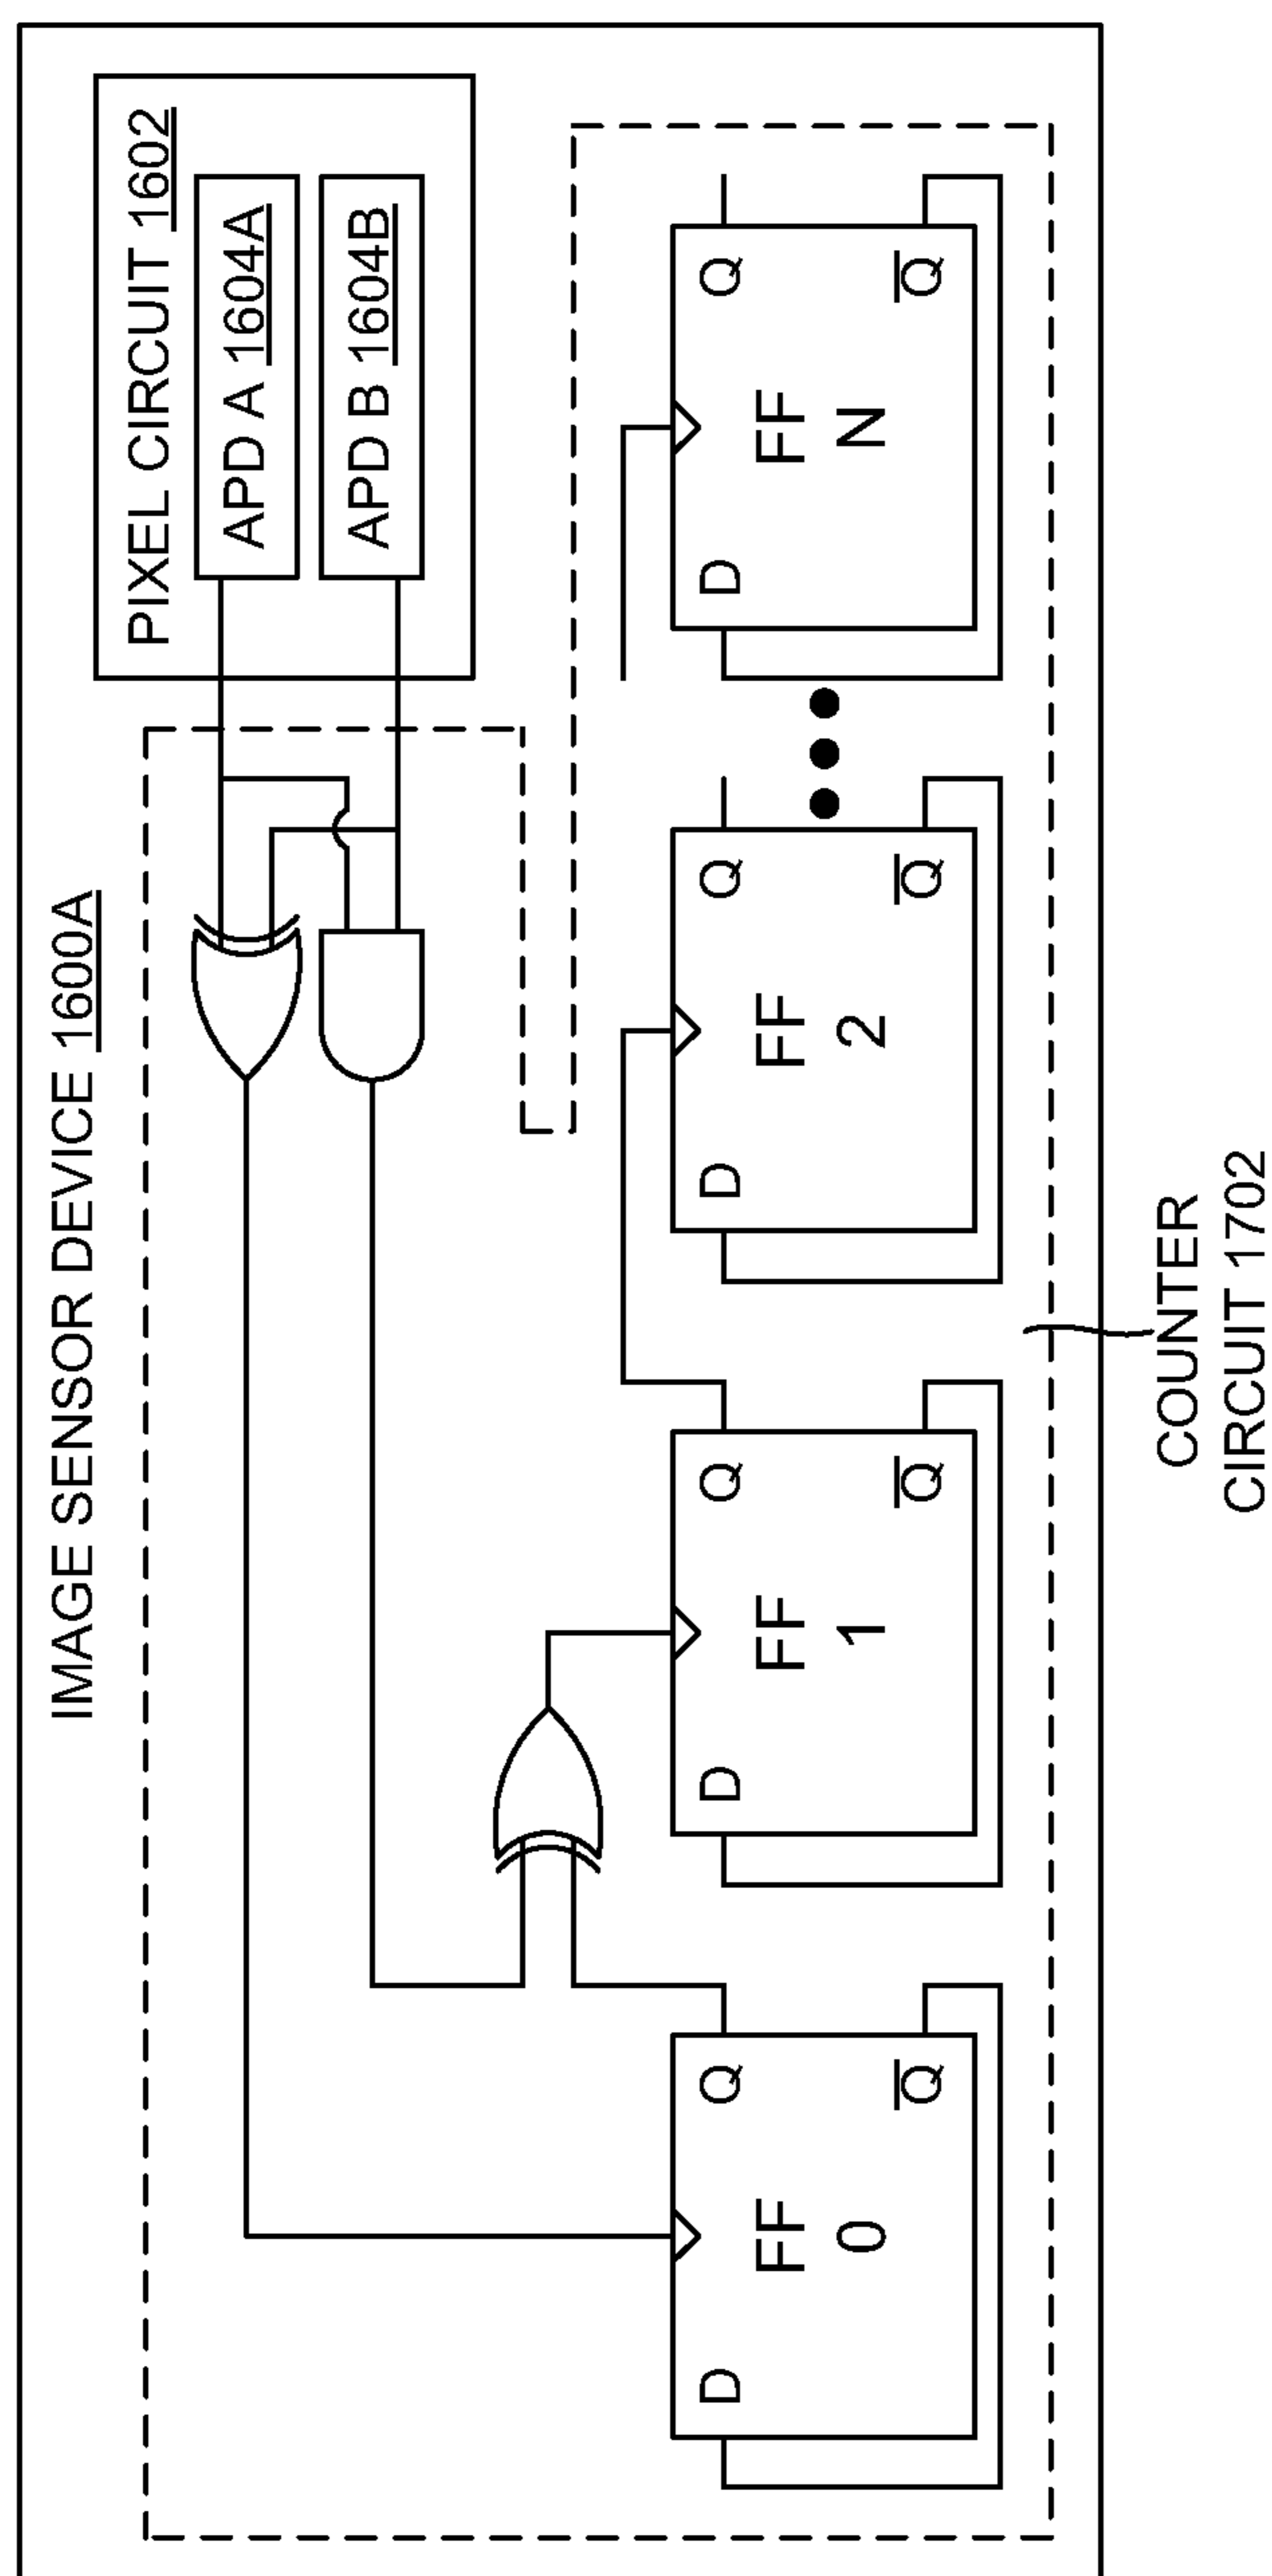 IMAGE SENSOR DEVICE 1600A
PIXEL CIRCUIT 1602
APD A 1604A
APD B 1604B
D
Q
FF
0
Q̅
D
Q
FF
1
Q̅
D
Q
FF
2
Q̅
D
Q
FF
N
Q̅
COUNTER
CIRCUIT 1702